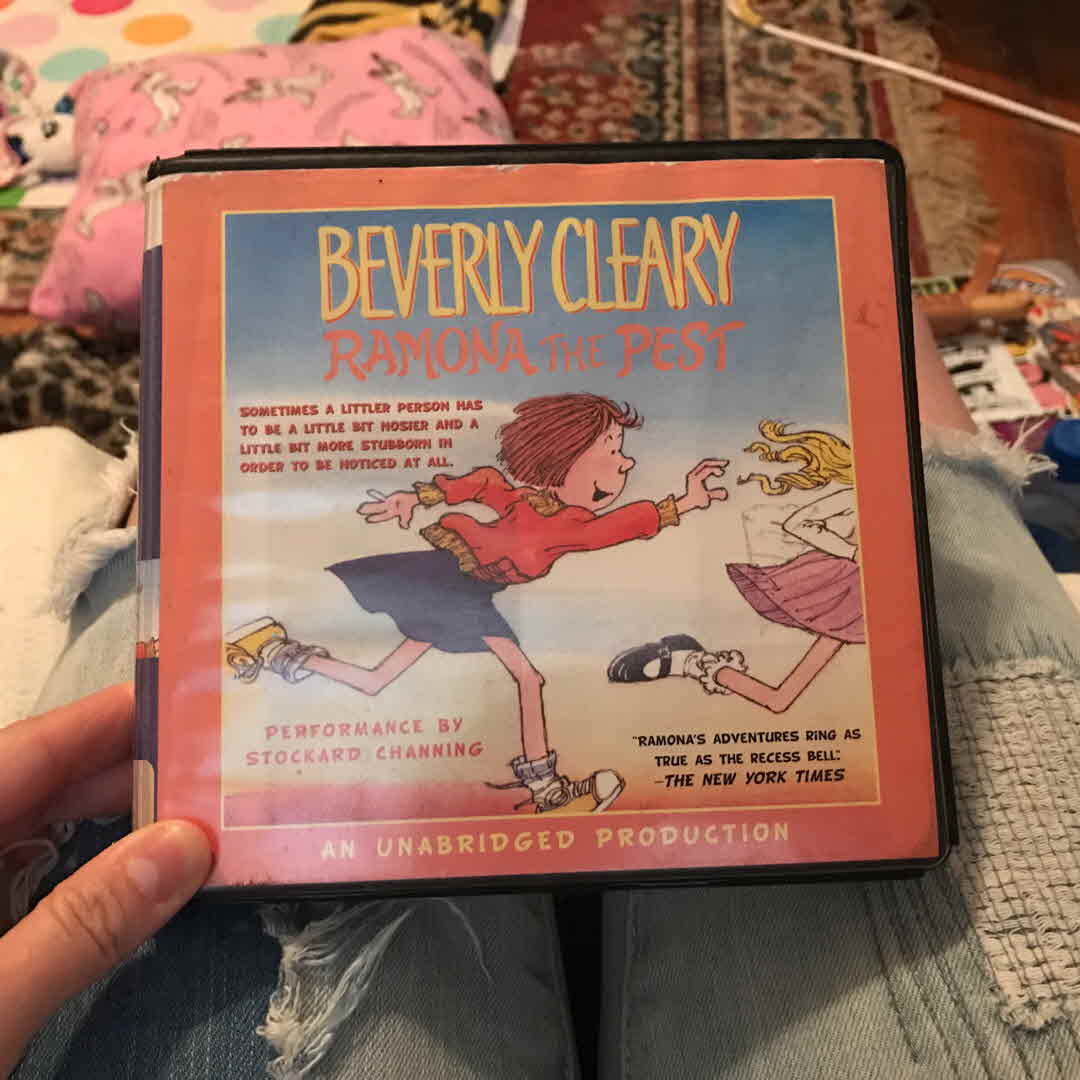 BEVERLY CLEARY
RAMONA THE PEST
SOMETIMES A LITTLER PERSON HAS
TO BE A LITTLE BIT NOSIER AND A
LITTLE BIT MORE STUBBORN IN
ORDER TO BE NOTICED AT ALL.
PERFORMANCE BY
STOCKARD CHANNING
"RAMONA'S ADVENTURES RING AS
TRUE AS THE RECESS BELL."
–THE NEW YORK TIMES
AN UNABRIDGED PRODUCTION